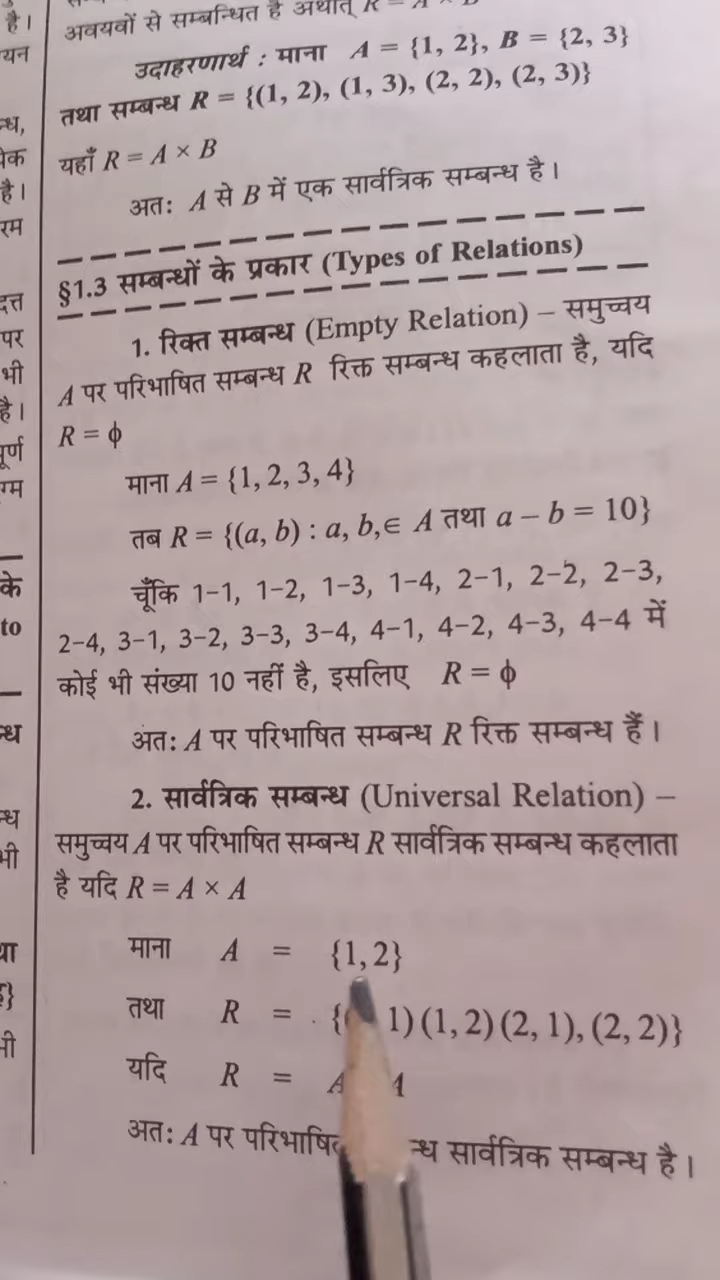 है।
यन
न्ध,
है।
रम
दत्त
पर
भी
है।
पूर्ण
ग्म
के
to
न्ध
न्ध
भी
अवयवों से सम्बन्धित है अर्थात् R = A × B
उदाहरणार्थ : माना A = {1, 2}, B = {2, 3}
तथा सम्बन्ध R = {(1, 2), (1, 3), (2, 2), (2, 3)}
यहाँ R = A × B
अतः A से B में एक सार्वत्रिक सम्बन्ध है।
§1.3 सम्बन्धों के प्रकार (Types of Relations)
1. रिक्त सम्बन्ध (Empty Relation) – समुच्चय
A पर परिभाषित सम्बन्ध R रिक्त सम्बन्ध कहलाता है, यदि
R = ϕ
माना A = {1, 2, 3, 4}
तब R = {(a, b) : a, b,∈ A तथा a – b = 10}
चूँकि 1–1, 1–2, 1–3, 1–4, 2–1, 2–2, 2–3,
2–4, 3–1, 3–2, 3–3, 3–4, 4–1, 4–2, 4–3, 4–4 में
कोई भी संख्या 10 नहीं है, इसलिए R = ϕ
अतः A पर परिभाषित सम्बन्ध R रिक्त सम्बन्ध हैं।
2. सार्वत्रिक सम्बन्ध (Universal Relation) –
समुच्चय A पर परिभाषित सम्बन्ध R सार्वत्रिक सम्बन्ध कहलाता
है यदि R = A × A
माना A = {1, 2}
तथा R = { 1) (1, 2) (2, 1), (2, 2)}
यदि R = A A
अतः A पर सार्वत्रिक सम्बन्ध है।